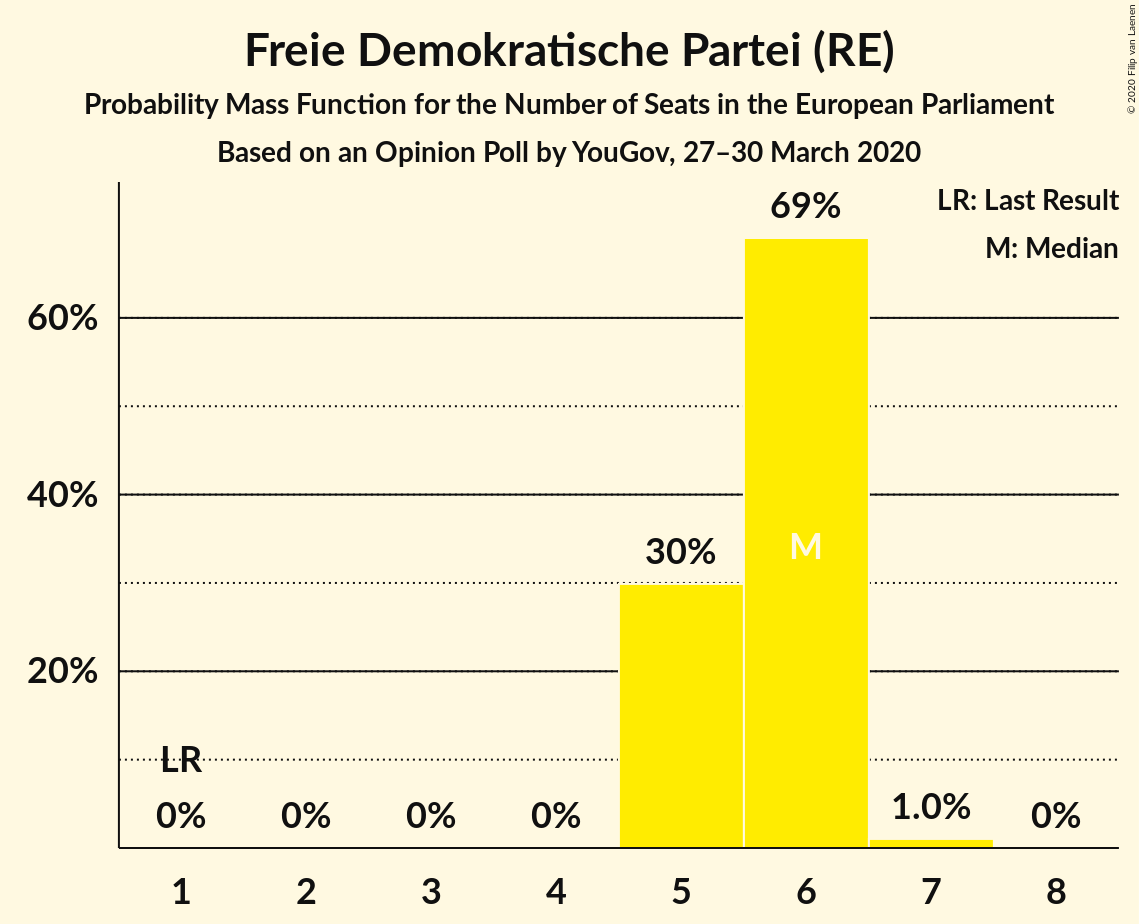 Freie Demokratische Partei (RE)
Probability Mass Function for the Number of Seats in the European Parliament
Based on an Opinion Poll by YouGov, 27–30 March 2020
© 2020 Filip van Laenen
LR: Last Result
M: Median
69%
60%
40%
30%
M
20%
LR
0% 0% 0% 0% 1.0% 0%
1 2 3 4 5 6 7 8